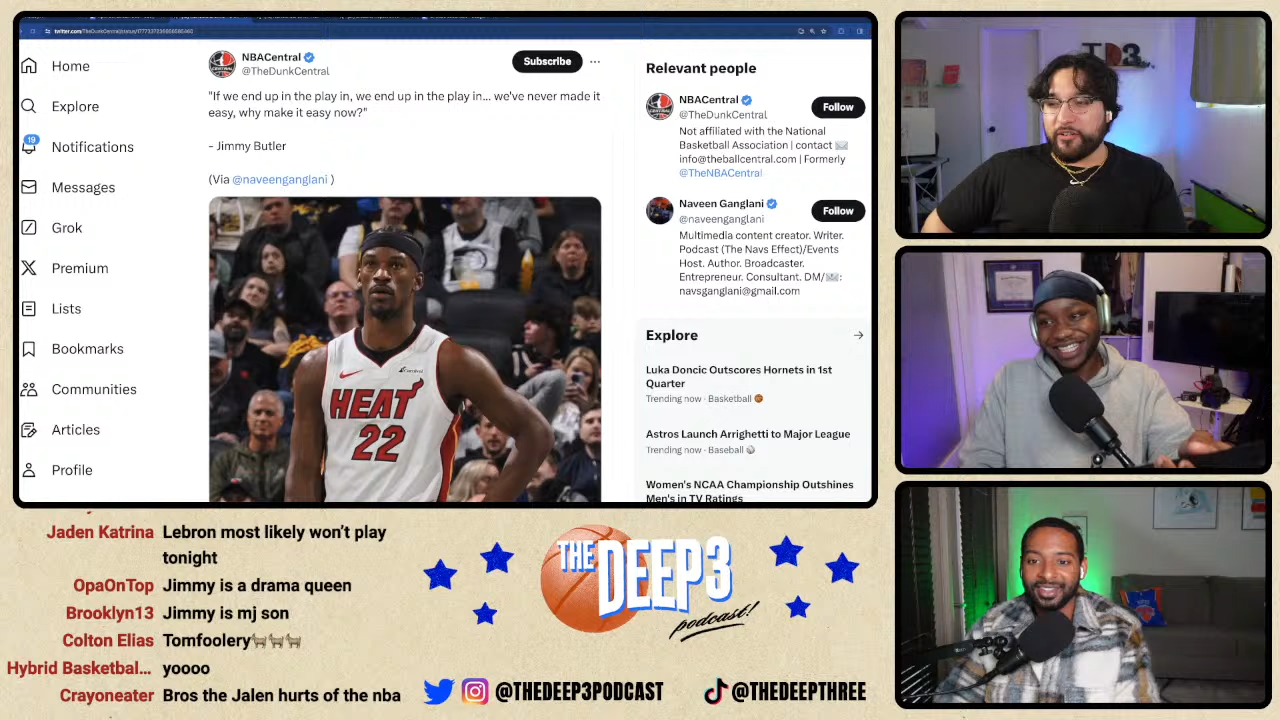 twitter.com/TheDunkCentral/status/
Home
Explore
19
Notifications
Messages
Grok
Premium
Lists
Bookmarks
Communities
Articles
Profile
NBACentral
@TheDunkCentral
Subscribe
"If we end up in the play in, we end up in the play in... we've never made it
easy, why make it easy now?"
- Jimmy Butler
(Via @naveenganglani )
HEAT
22
Relevant people
NBACentral
@TheDunkCentral
Follow
Not affiliated with the National
Basketball Association | contact ✉️
info@theballcentral.com | Formerly
@TheNBACentral
Naveen Ganglani
@naveenganglani
Follow
Multimedia content creator. Writer.
Podcast (The Navs Effect)/Events
Host. Author. Broadcaster.
Entrepreneur. Consultant. DM/📨:
navsganglani@gmail.com
Explore
Luka Doncic Outscores Hornets in 1st
Quarter
Trending now · Basketball 🏀
Astros Launch Arrighetti to Major League
Trending now · Baseball ⚾
Women's NCAA Championship Outshines
Men's in TV Ratings
TD3
Jaden Katrina Lebron most likely won't play
tonight
OpaOnTop Jimmy is a drama queen
Brooklyn13 Jimmy is mj son
Colton Elias Tomfoolery🐐🐐🐐
Hybrid Basketbal... yoooo
Crayoneater Bros the Jalen hurts of the nba
THE
DEEP3
podcast!
@THEDEEP3PODCAST
@THEDEEPTHREE